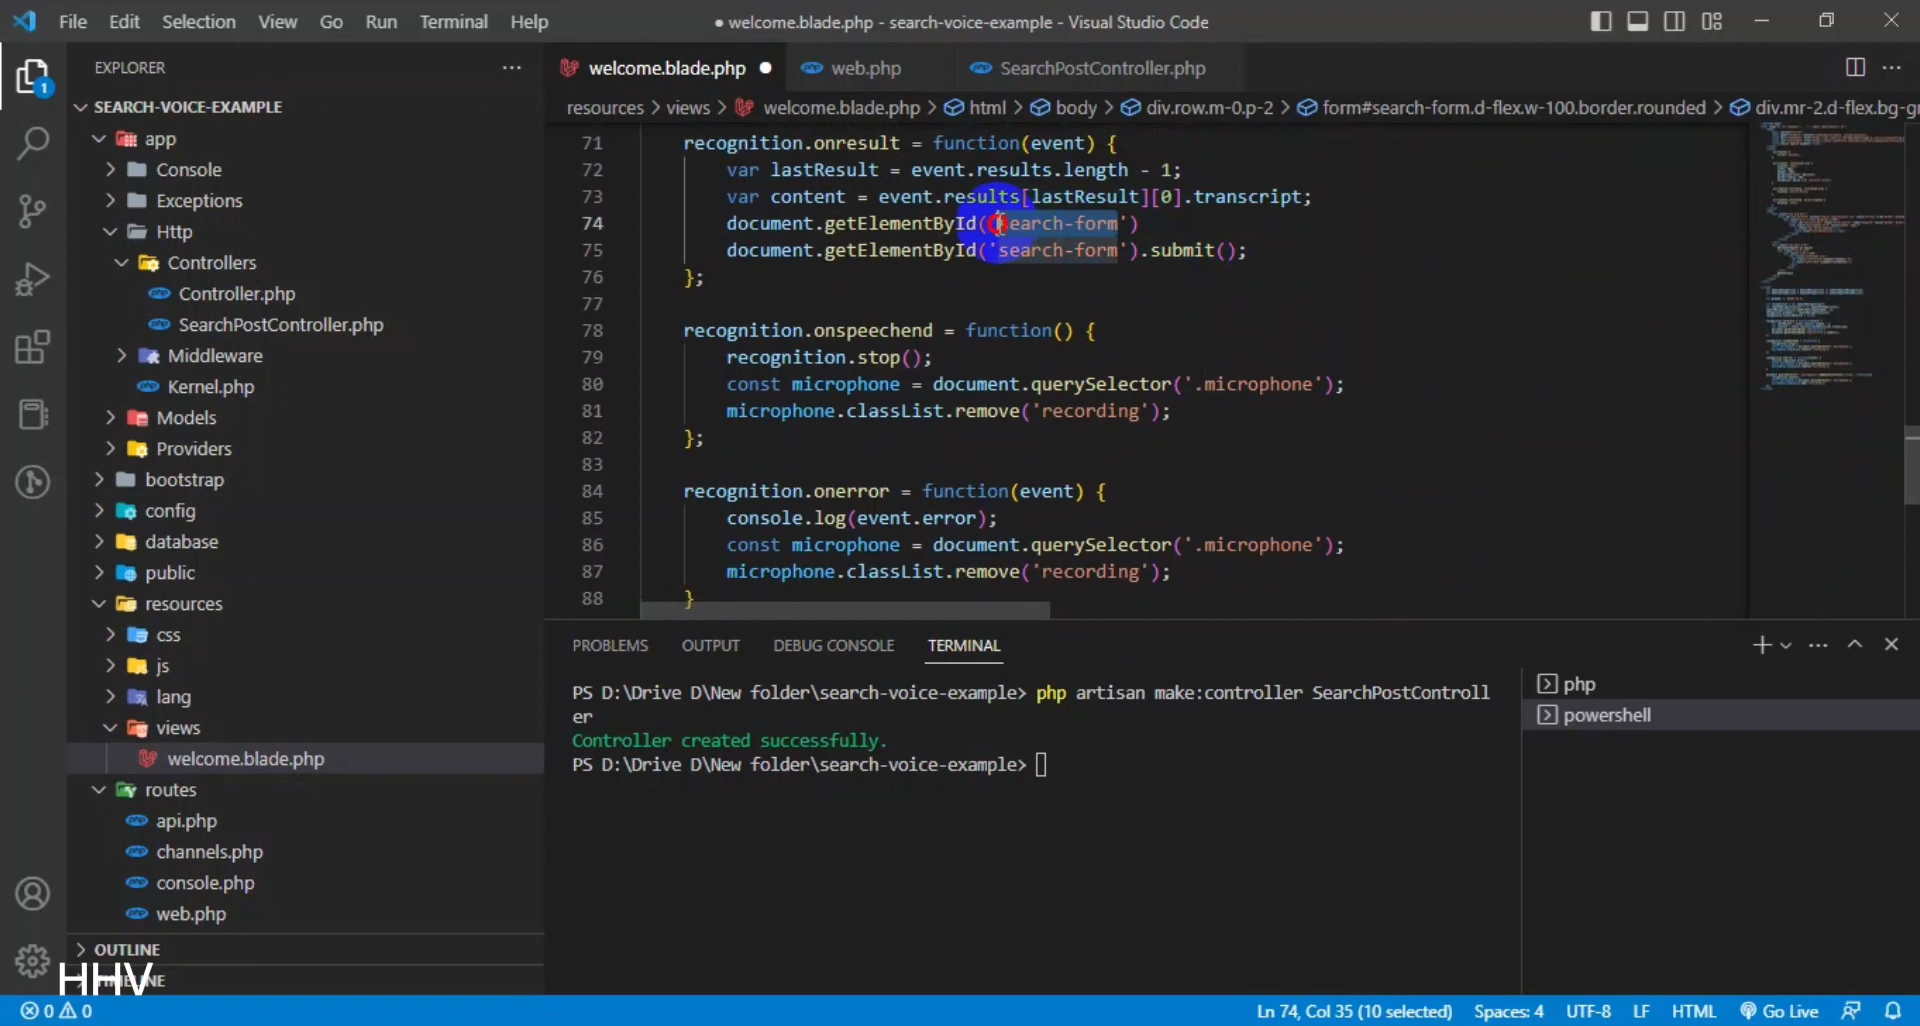 File Edit Selection View Go Run Terminal Help
● welcome.blade.php - search-voice-example - Visual Studio Code
EXPLORER
1
SEARCH-VOICE-EXAMPLE
app
Console
Exceptions
Http
Controllers
Controller.php
SearchPostController.php
Middleware
Kernel.php
Models
Providers
bootstrap
config
database
public
resources
css
js
lang
views
welcome.blade.php
routes
api.php
channels.php
console.php
web.php
OUTLINE
HHV
welcome.blade.php web.php SearchPostController.php
resources > views > welcome.blade.php > html > body > div.row.m-0.p-2 > form#search-form.d-flex.w-100.border.rounded > div.mr-2.d-flex.bg-gr
71 recognition.onresult = function(event) {
72 var lastResult = event.results.length - 1;
73 var content = event.results[lastResult][0].transcript;
74 document.getElementById('search-form')
75 document.getElementById('search-form').submit();
76 };
77
78 recognition.onspeechend = function() {
79 recognition.stop();
80 const microphone = document.querySelector('.microphone');
81 microphone.classList.remove('recording');
82 };
83
84 recognition.onerror = function(event) {
85 console.log(event.error);
86 const microphone = document.querySelector('.microphone');
87 microphone.classList.remove('recording');
88 }
PROBLEMS OUTPUT DEBUG CONSOLE TERMINAL
PS D:\Drive D\New folder\search-voice-example> php artisan make:controller SearchPostControll
er
Controller created successfully.
PS D:\Drive D\New folder\search-voice-example>
php
powershell
0 0
Ln 74, Col 35 (10 selected) Spaces: 4 UTF-8 LF HTML Go Live